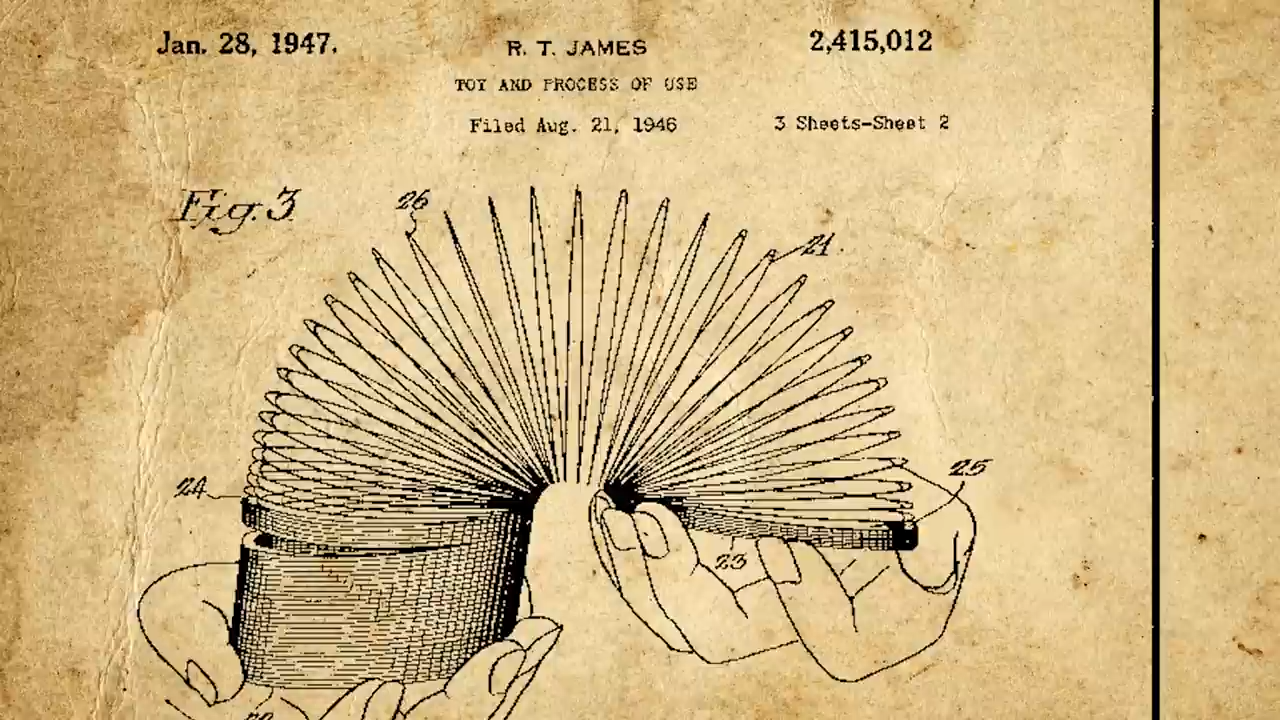 Jan. 28, 1947.
R. T. JAMES
2,415,012
TOY AND PROCESS OF USE
Filed Aug. 21, 1946
3 Sheets-Sheet 2
Fig. 3
26
21
24
25
23